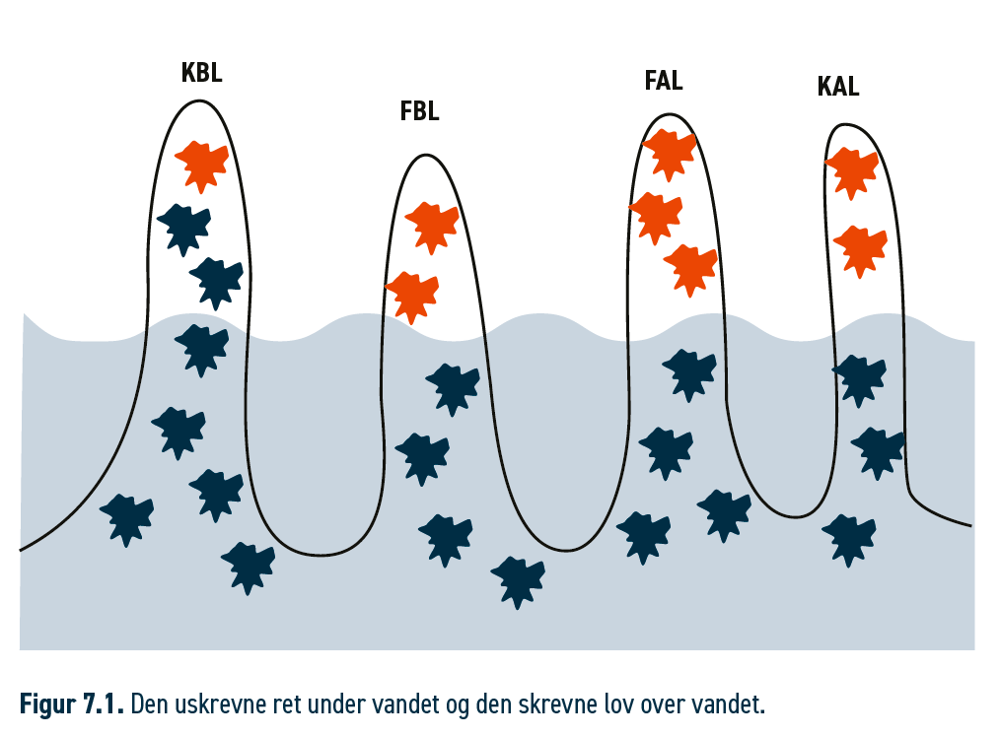 KBL
FBL
FAL
KAL
Figur 7.1. Den uskrevne ret under vandet og den skrevne lov over vandet.